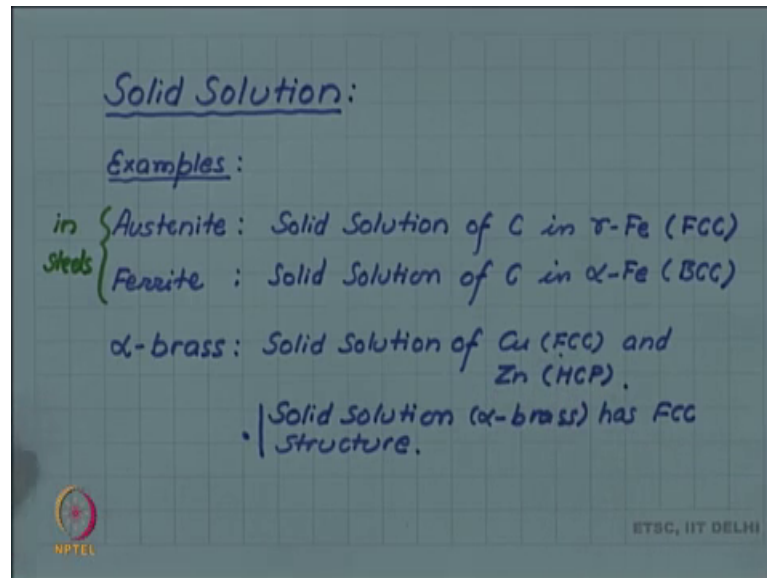 Solid Solution:
Examples:
in steels
Austenite: Solid Solution of C in γ-Fe (FCC)
Ferrite: Solid Solution of C in α-Fe (BCC)
α-brass: Solid Solution of Cu (FCC) and
Zn (HCP).
Solid Solution (α-brass) has FCC
structure.
NPTEL
ETSC, IIT DELHI